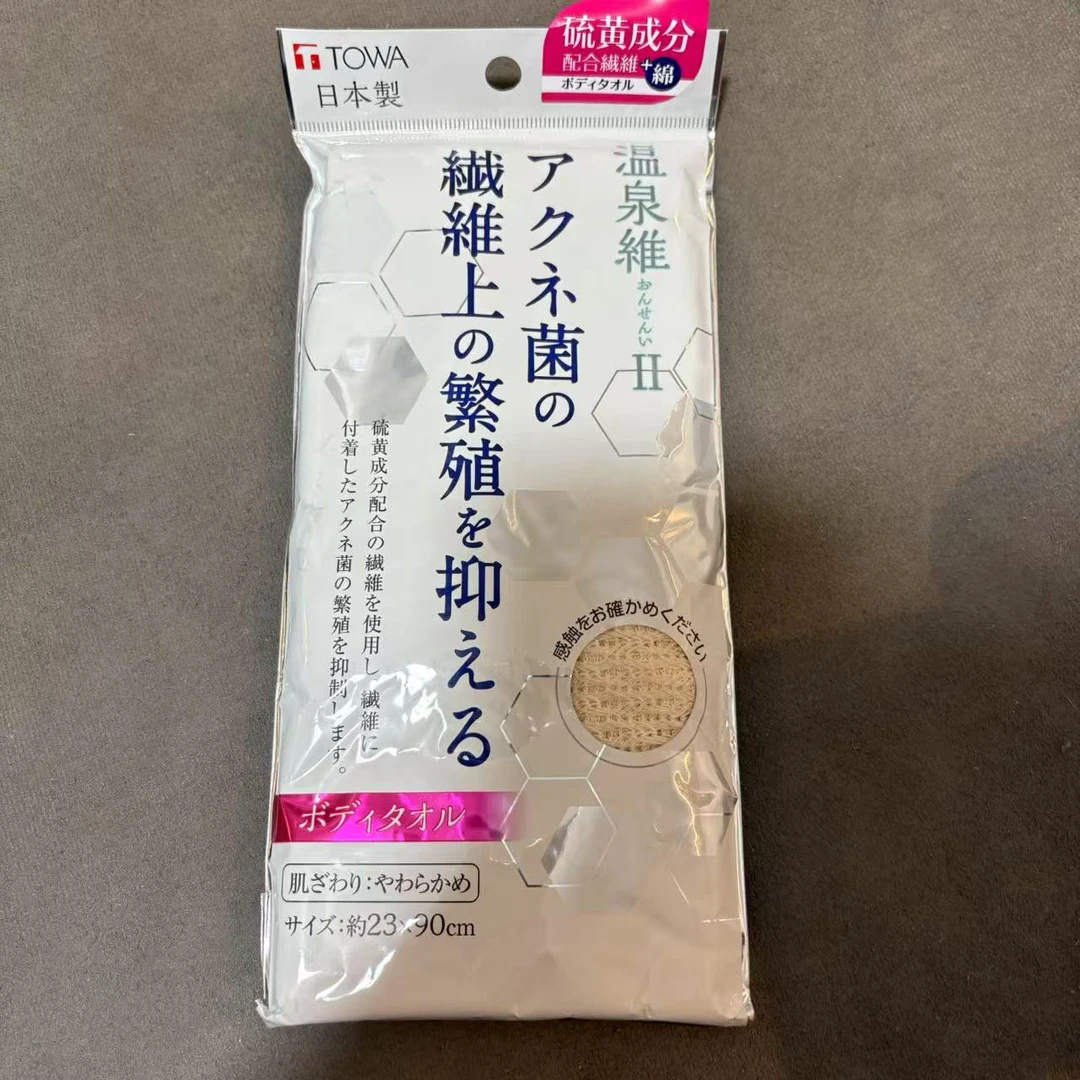 TOWA
日本製
硫黄成分
配合繊維+綿
ボディタオル
温泉維II
おんせんい
アクネ菌の
繊維上の繁殖を抑える
硫黄成分配合の繊維を使用し 繊維に
付着したアクネ菌の繁殖を抑制します。
感触をお確かめください
ボディタオル
肌ざわり:やわらかめ
サイズ:約23×90cm